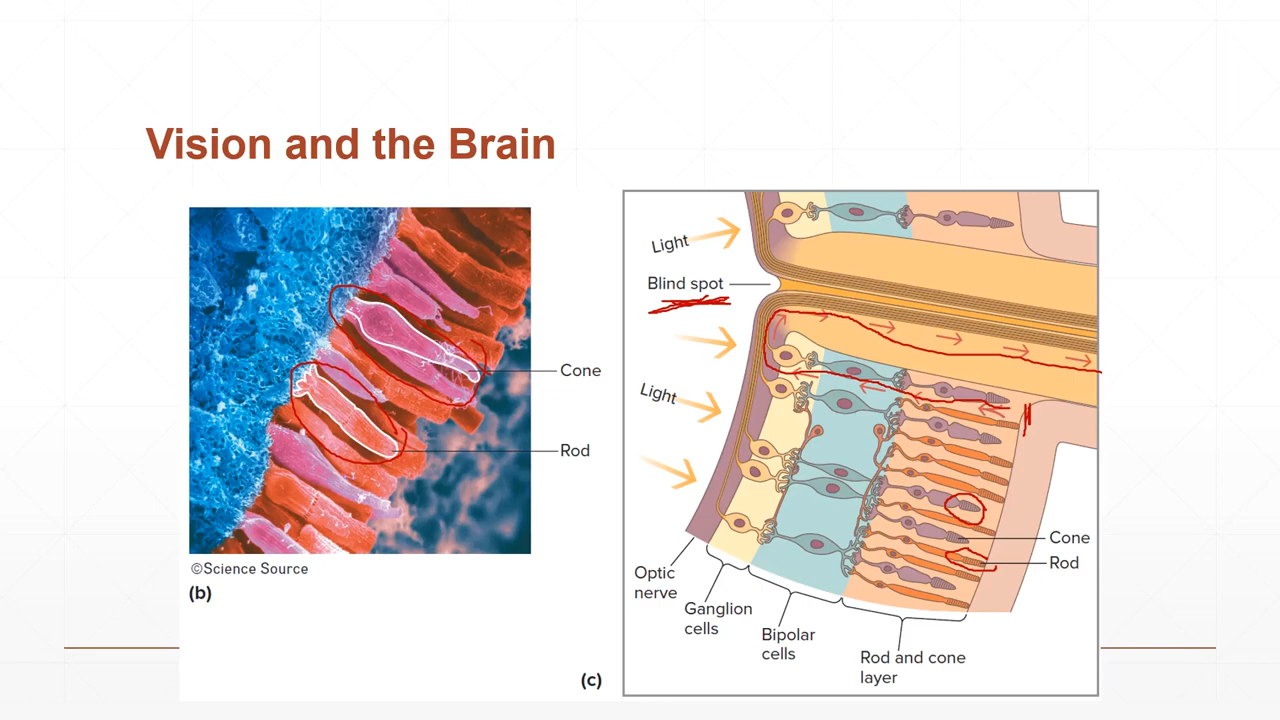 Vision and the Brain
Cone
Rod
©Science Source
(b)
Light
Blind spot
Light
Cone
Rod
Optic
nerve
Ganglion
cells
Bipolar
cells
Rod and cone
layer
(c)